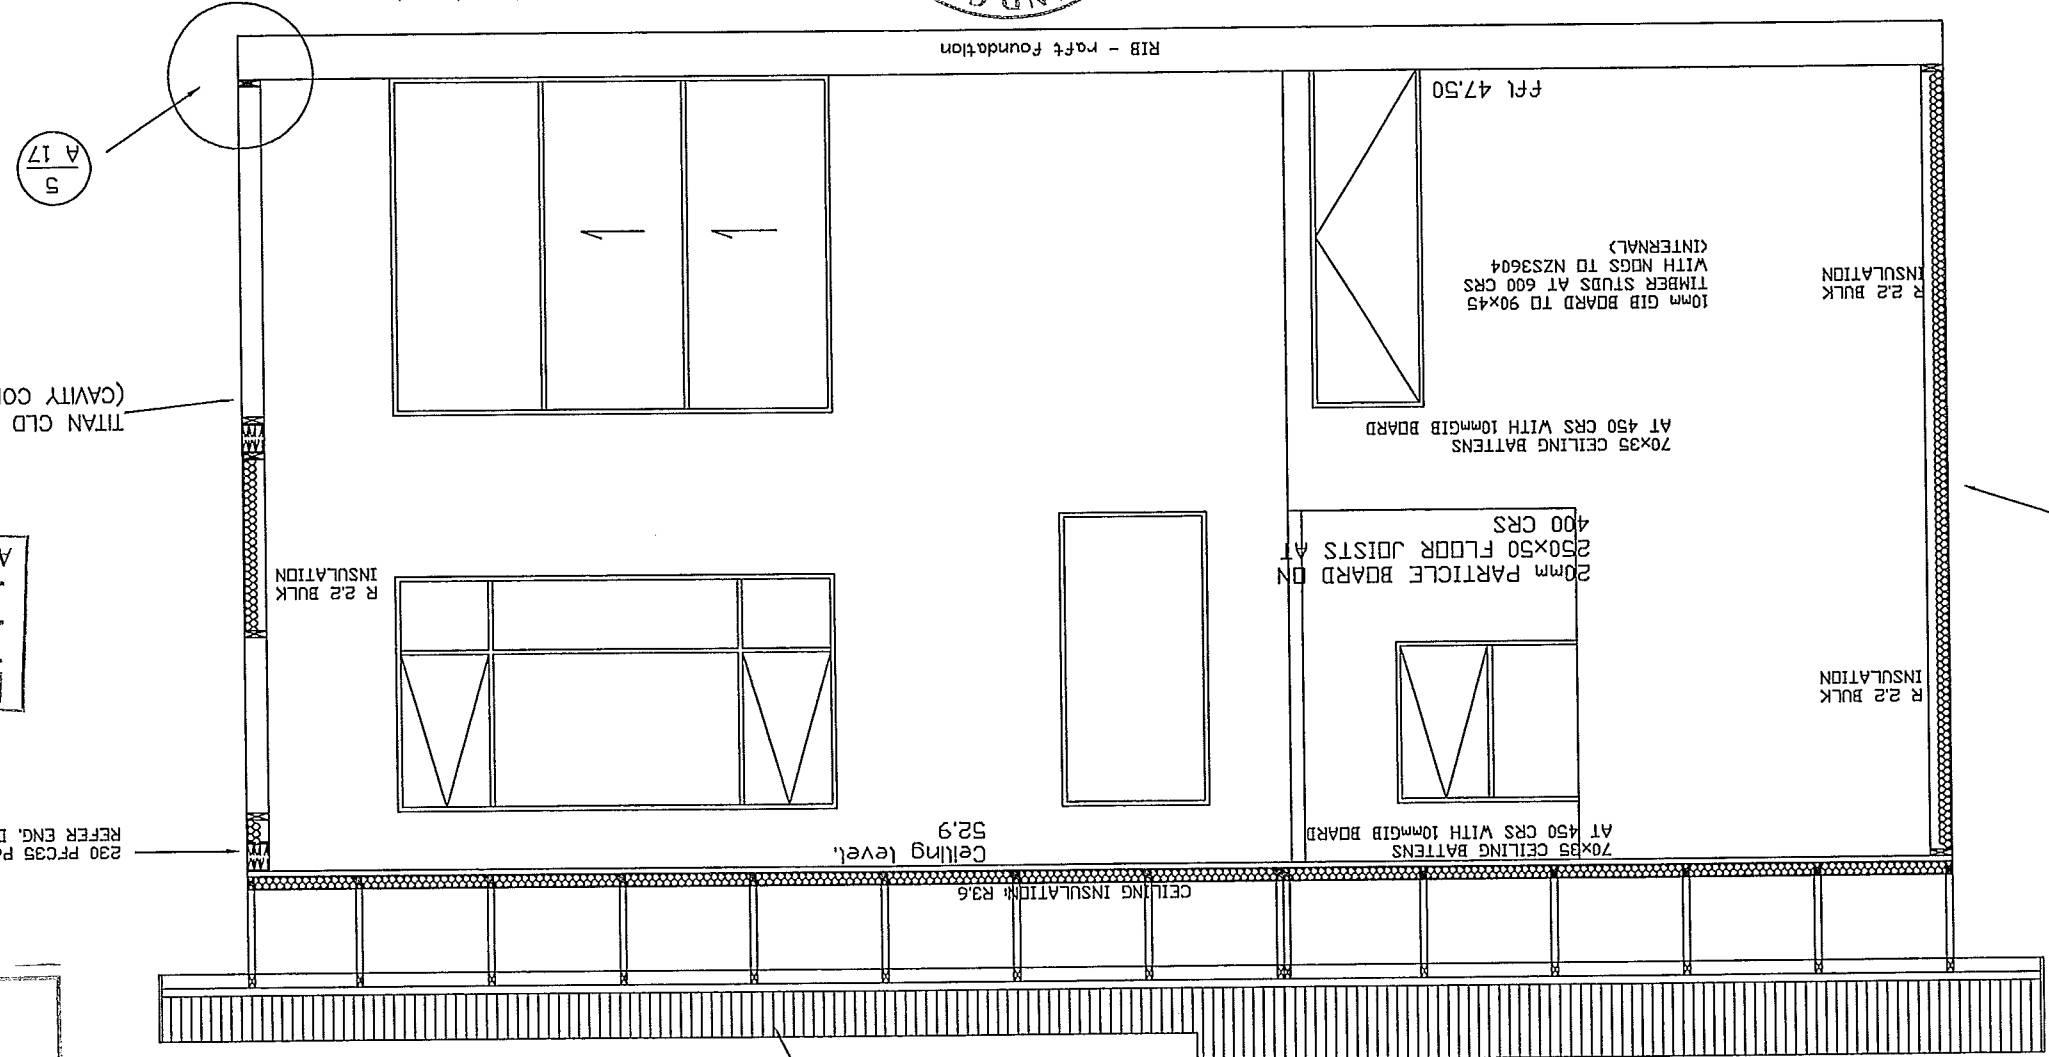 CEILING INSULATION: R3.6
70x35 CEILING BATTENS
AT 450 CRS WITH 10mmGIB BOARD
Ceiling level.
52.9
230 PFC35
REFER ENG.
R 2.2 BULK
INSULATION
20mm PARTICLE BOARD ON
250x50 FLOOR JOISTS AT
400 CRS
R 2.2 BULK
INSULATION
70x35 CEILING BATTENS
AT 450 CRS WITH 10mmGIB BOARD
TITAN CLD
(CAVITY
R 2.2 BULK
INSULATION
10mm GIB BOARD TO 90x45
TIMBER STUDS AT 600 CRS
WITH NOGS TO NZS3604
(INTERNAL)
5
A 17
ffl 47.50
RIB - raft foundation